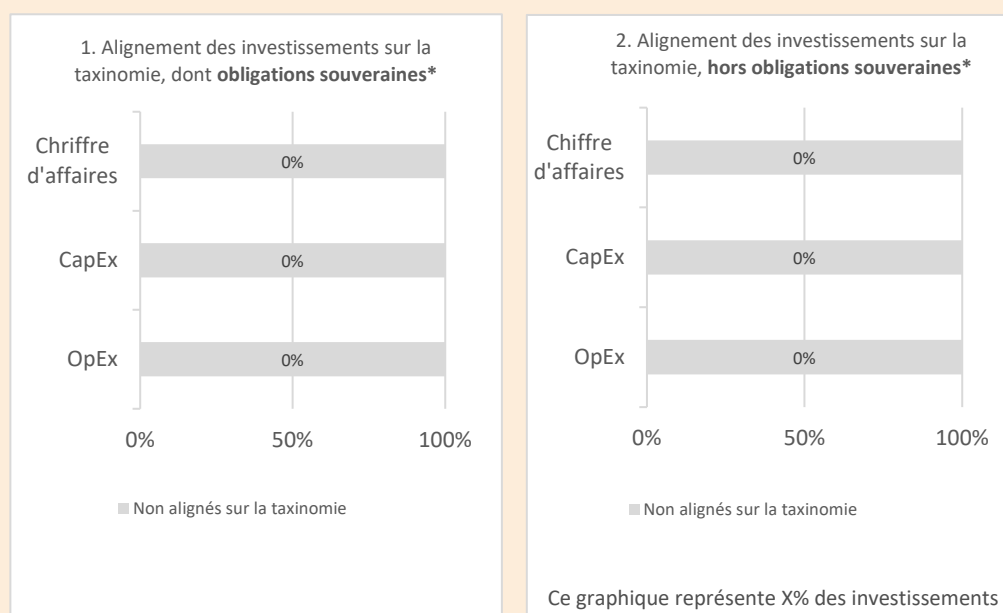 1. Alignement des investissements sur la
taxinomie, dont obligations souveraines*
Chriffre
d'affaires
0%
CapEx
0%
OpEx
0%
0%
50%
100%
Non alignés sur la taxinomie
2. Alignement des investissements sur la
taxinomie, hors obligations souveraines*
Chiffre
d'affaires
0%
CapEx
0%
OpEx
0%
0%
50%
100%
Non alignés sur la taxinomie
Ce graphique représente X% des investissements